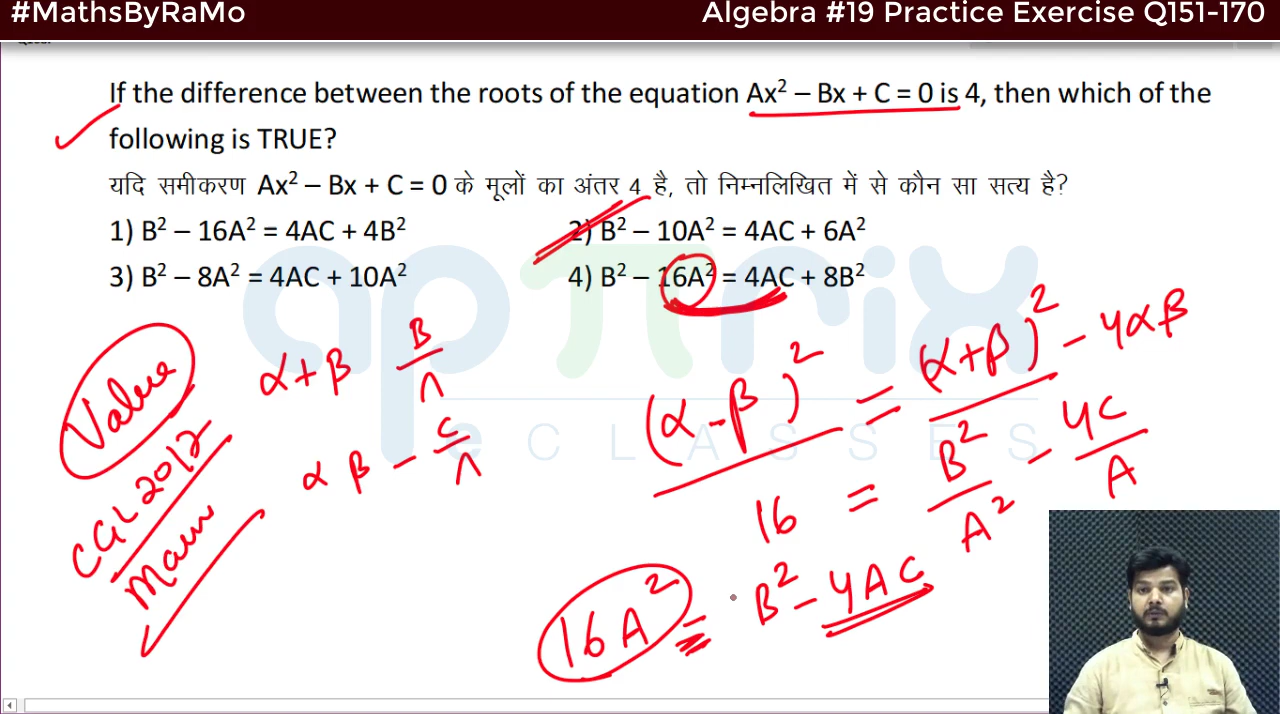 #MathsByRaMo
Algebra #19 Practice Exercise Q151-170
If the difference between the roots of the equation Ax² – Bx + C = 0 is 4, then which of the
following is TRUE?
यदि समीकरण Ax² – Bx + C = 0 के मूलों का अंतर 4 है, तो निम्नलिखित में से कौन सा सत्य है?
1) B² – 16A² = 4AC + 4B²
2) B² – 10A² = 4AC + 6A²
3) B² – 8A² = 4AC + 10A²
4) B² – 16A² = 4AC + 8B²
apπrix
e CLASSES
Value
CGL 2017
Main
α+β B/A
αβ – C/A
(α-β)² = (α+β)² – 4αβ
16 = B²/A² – 4C/A
16A² = B² – 4AC